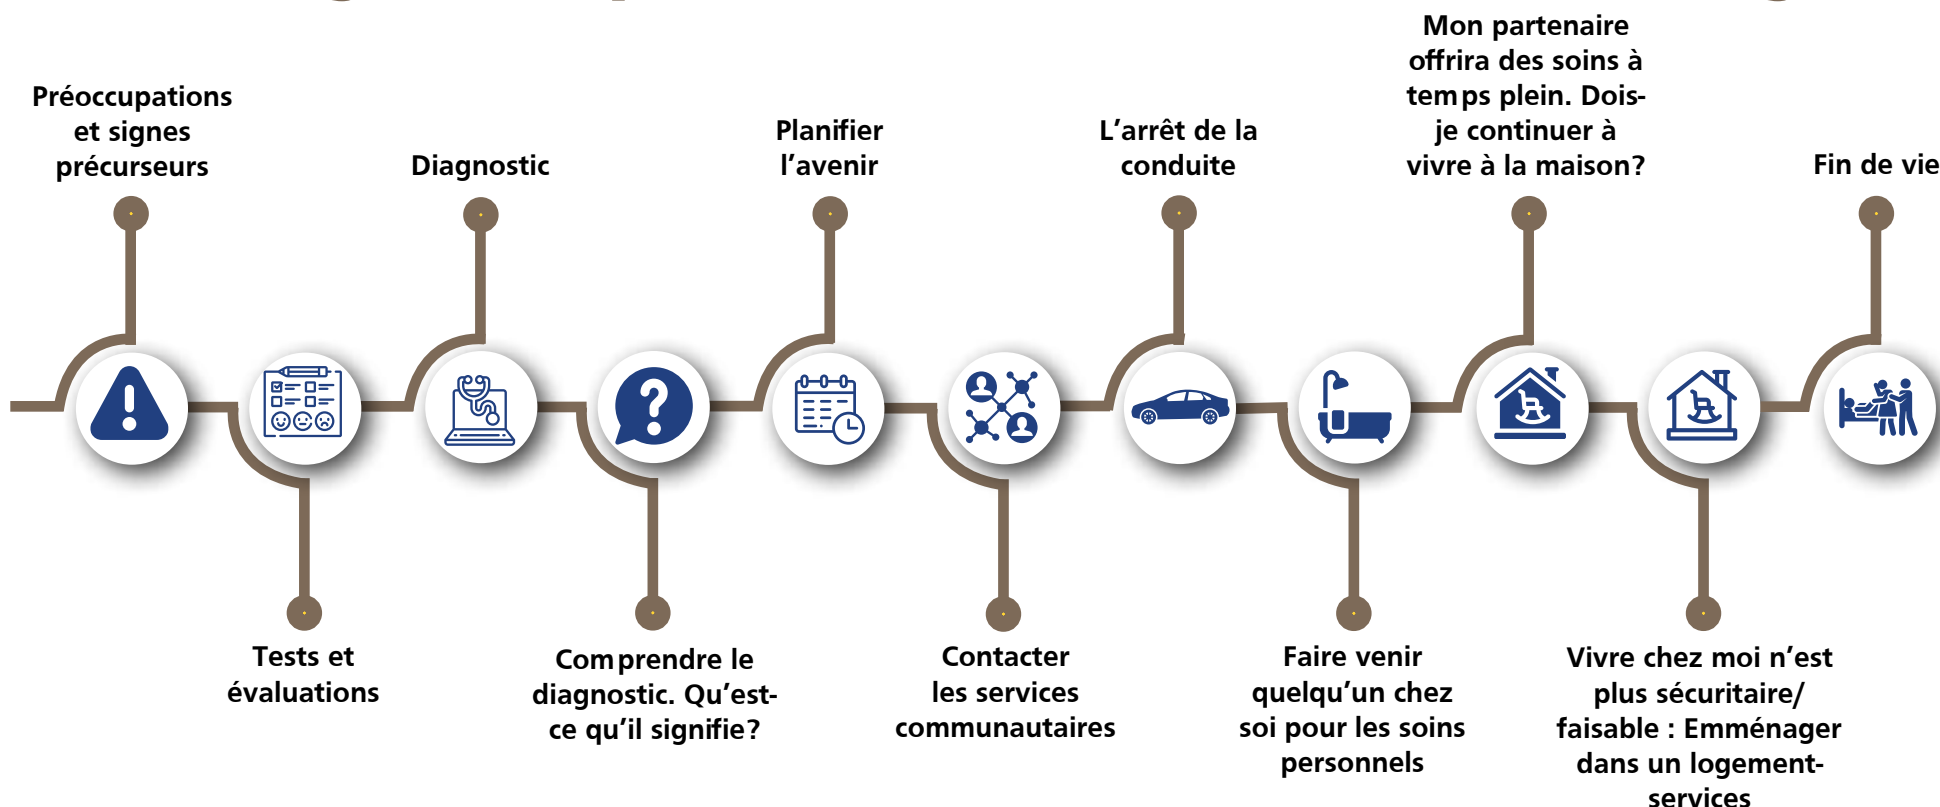 Préoccupations
et signes
précurseurs
Tests et
évaluations
Diagnostic
Comprendre le
diagnostic. Qu’est-
ce qu’il signifie?
Planifier
l’avenir
Contacter
les services
communautaires
L’arrêt de la
conduite
Faire venir
quelqu’un chez
soi pour les soins
personnels
Mon partenaire
offrira des soins à
temps plein. Dois-
je continuer à
vivre à la maison?
Vivre chez moi n’est
plus sécuritaire/
faisable : Emménager
dans un logement-
services
Fin de vie